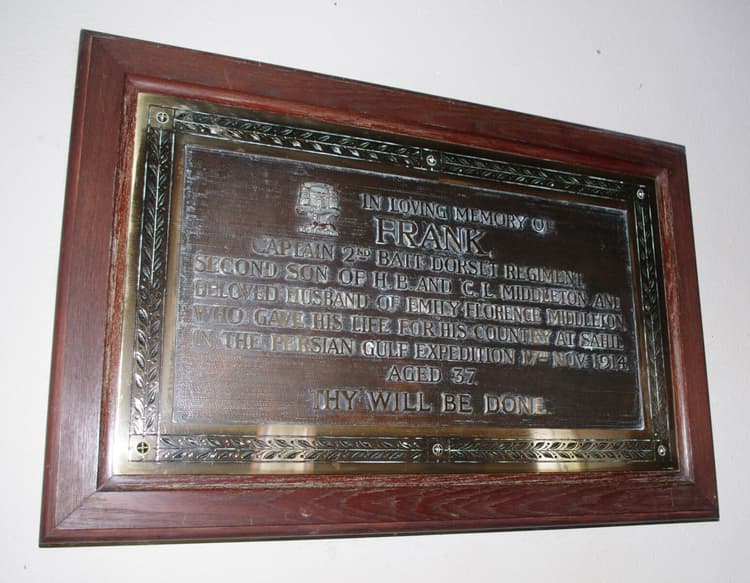 IN LOVING MEMORY OF
FRANK,
CAPTAIN 2ND BATT. DORSET REGIMENT,
SECOND SON OF H.B. AND C.L. MIDDLETON, AND
BELOVED HUSBAND OF EMILY FLORENCE MIDDLETON,
WHO GAVE HIS LIFE FOR HIS COUNTRY AT SAHIL
IN THE PERSIAN GULF EXPEDITION 17TH NOV. 1914.
AGED 37.
THY WILL BE DONE.